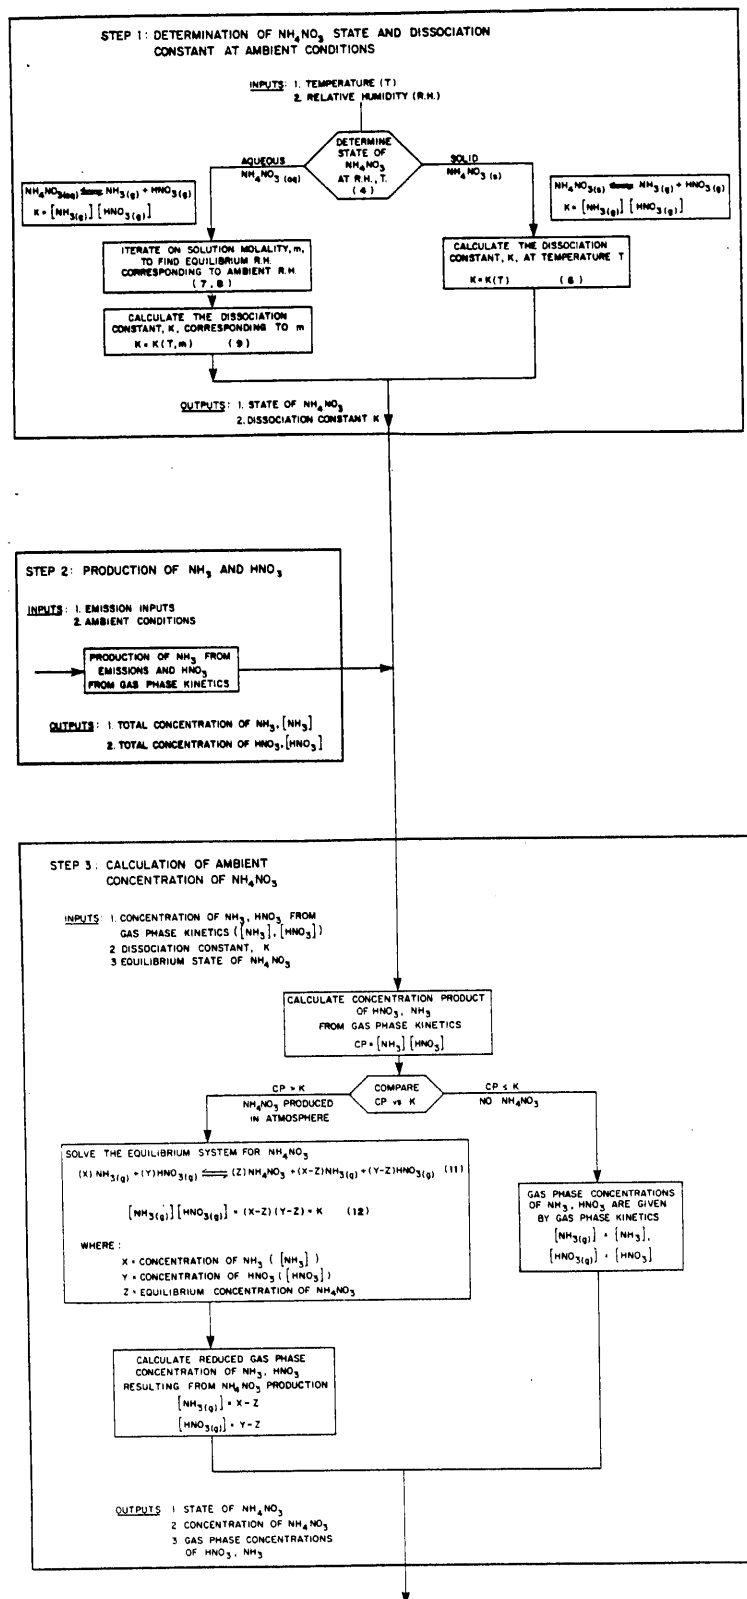 STEP 1: DETERMINATION OF NH₄NO₃ STATE AND DISSOCIATION
CONSTANT AT AMBIENT CONDITIONS
INPUTS: 1. TEMPERATURE (T)
2. RELATIVE HUMIDITY (R.H.)
DETERMINE
STATE OF
NH₄NO₃
AT R.H., T.
(4)
AQUEOUS
NH₄NO₃ (aq)
SOLID
NH₄NO₃ (s)
NH₄NO₃(aq) ⇌ NH₃(g) + HNO₃(g)
K = [NH₃(g)] [HNO₃(g)]
NH₄NO₃(s) ⇌ NH₃(g) + HNO₃(g)
K = [NH₃(g)] [HNO₃(g)]
ITERATE ON SOLUTION MOLALITY, m,
TO FIND EQUILIBRIUM R.H.
CORRESPONDING TO AMBIENT R.H.
(7, 8)
CALCULATE THE DISSOCIATION
CONSTANT, K, AT TEMPERATURE T
K = K(T) (6)
CALCULATE THE DISSOCIATION
CONSTANT, K, CORRESPONDING TO m
K = K(T, m) (9)
OUTPUTS: 1. STATE OF NH₄NO₃
2. DISSOCIATION CONSTANT K
STEP 2: PRODUCTION OF NH₃ AND HNO₃
INPUTS: 1. EMISSION INPUTS
2. AMBIENT CONDITIONS
PRODUCTION OF NH₃ FROM
EMISSIONS AND HNO₃
FROM GAS PHASE KINETICS
OUTPUTS: 1. TOTAL CONCENTRATION OF NH₃, [NH₃]
2. TOTAL CONCENTRATION OF HNO₃, [HNO₃]
STEP 3: CALCULATION OF AMBIENT
CONCENTRATION OF NH₄NO₃
INPUTS: 1. CONCENTRATION OF NH₃, HNO₃ FROM
GAS PHASE KINETICS ([NH₃], [HNO₃])
2 DISSOCIATION CONSTANT, K
3 EQUILIBRIUM STATE OF NH₄NO₃
CALCULATE CONCENTRATION PRODUCT
OF HNO₃, NH₃
FROM GAS PHASE KINETICS
CP = [NH₃] [HNO₃]
COMPARE
CP vs K
CP > K
NH₄NO₃ PRODUCED
IN ATMOSPHERE
CP ≤ K
NO NH₄NO₃
SOLVE THE EQUILIBRIUM SYSTEM FOR NH₄NO₃
(X) NH₃(g) + (Y) HNO₃(g) ⇌ (Z) NH₄NO₃ + (X-Z) NH₃(g) + (Y-Z) HNO₃(g) (11)
[NH₃(g)] [HNO₃(g)] = (X-Z) (Y-Z) = K (12)
WHERE:
X = CONCENTRATION OF NH₃ ([NH₃])
Y = CONCENTRATION OF HNO₃ ([HNO₃])
Z = EQUILIBRIUM CONCENTRATION OF NH₄NO₃
GAS PHASE CONCENTRATIONS
OF NH₃, HNO₃ ARE GIVEN
BY GAS PHASE KINETICS
[NH₃(g)] = [NH₃],
[HNO₃(g)] = [HNO₃]
CALCULATE REDUCED GAS PHASE
CONCENTRATION OF NH₃, HNO₃
RESULTING FROM NH₄NO₃ PRODUCTION
[NH₃(g)] = X-Z
[HNO₃(g)] = Y-Z
OUTPUTS 1 STATE OF NH₄NO₃
2 CONCENTRATION OF NH₄NO₃
3 GAS PHASE CONCENTRATIONS
OF HNO₃, NH₃